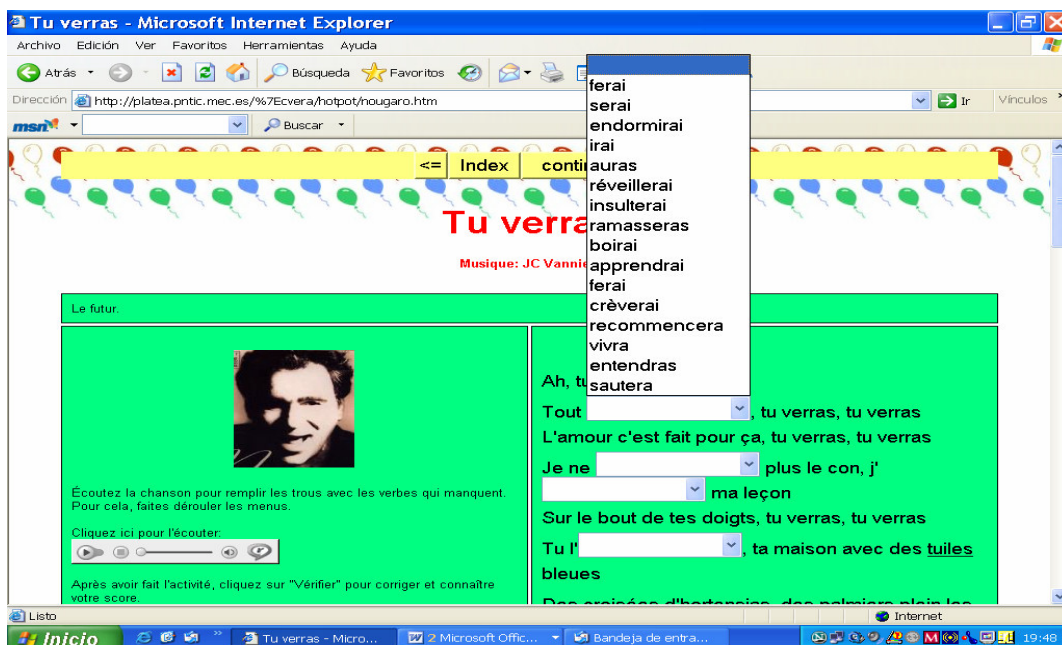 Tu verras - Microsoft Internet Explorer
Archivo Edición Ver Favoritos Herramientas Ayuda
Atrás Búsqueda Favoritos
Dirección http://platea.pntic.mec.es/%7Ecvera/hotpot/nougaro.htm Ir Vínculos
msn Buscar
<= Index
Tu
Musique: JC
ferai
serai
endormirai
irai
auras
réveillerai
insulterai
ramasseras
boirai
apprendrai
ferai
crèverai
recommencera
vivra
entendras
sautera
Le futur.
Écoutez la chanson pour remplir les trous avec les verbes qui manquent.
Pour cela, faites dérouler les menus.
Cliquez ici pour l'écouter:
Après avoir fait l'activité, cliquez sur "Vérifier" pour corriger et connaître
votre score.
Ah,
Tout , tu verras, tu verras
L'amour c'est fait pour ça, tu verras, tu verras
Je ne plus le con, j'
ma leçon
Sur le bout de tes doigts, tu verras, tu verras
Tu l' , ta maison avec des tuiles
bleues
Des croisées d'hortensias, des palmiers plein les
Listo Internet
Inicio Tu verras - Micro... 2 Microsoft Offic... Bandeja de entra... 19:48